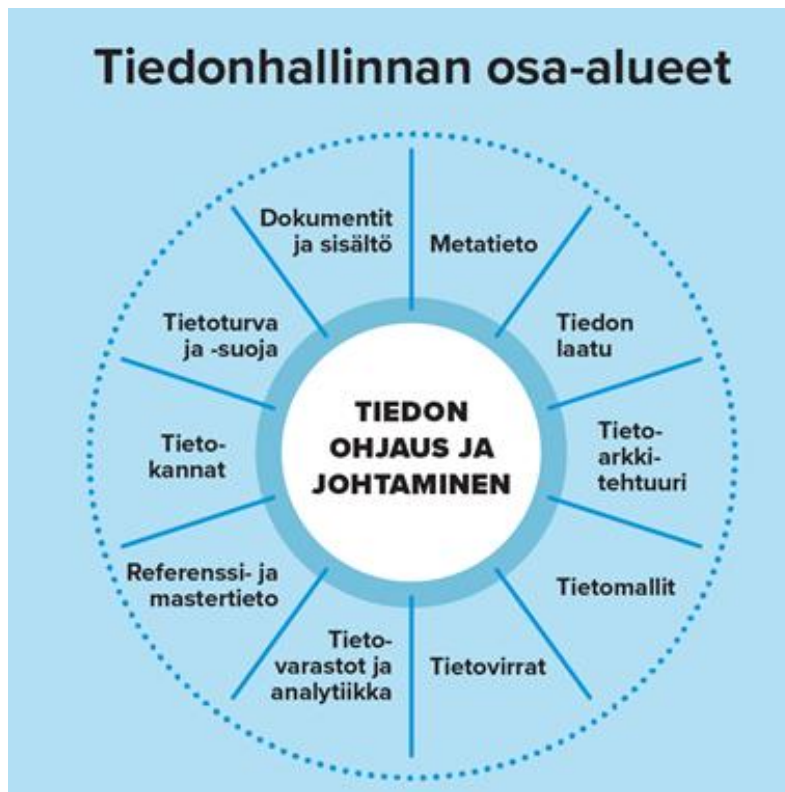 Tiedonhallinnan osa-alueet
Dokumentit
ja sisältö
Metatieto
Tiedon
laatu
Tieto-
arkki-
tehtuuri
Tietomallit
Tietovirrat
Tieto-
varastot ja
analytiikka
Referenssi- ja
mastertieto
Tieto-
kannat
Tietoturva
ja -suoja
TIEDON
OHJAUS JA
JOHTAMINEN